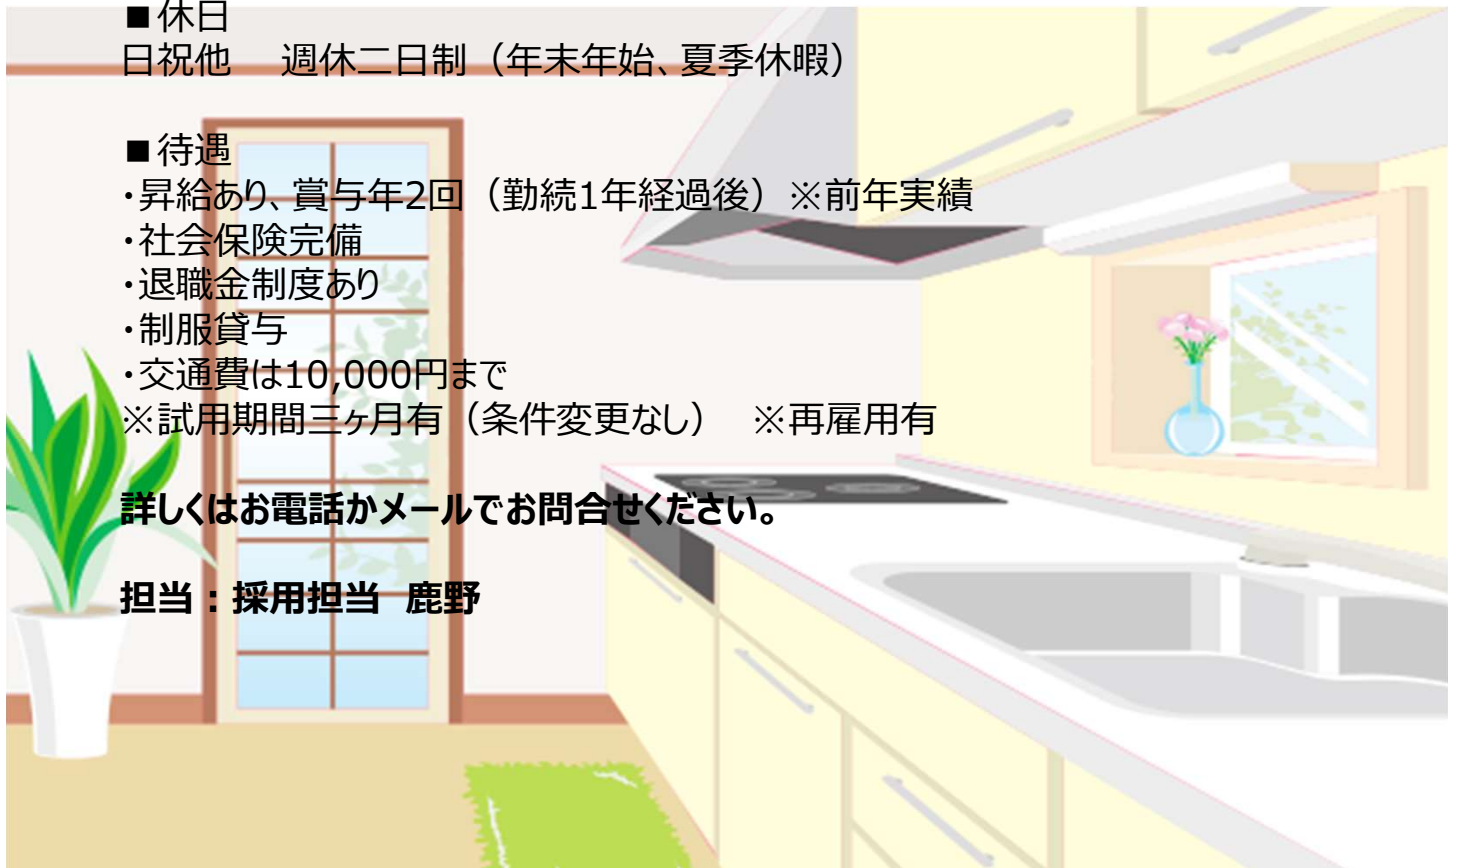 ■休日
日祝他　週休二日制（年末年始、夏季休暇）
■待遇
・昇給あり、賞与年2回（勤続1年経過後）※前年実績
・社会保険完備
・退職金制度あり
・制服貸与
・交通費は10,000円まで
※試用期間三ヶ月有（条件変更なし）　※再雇用有
詳しくはお電話かメールでお問合せください。
担当：採用担当 鹿野